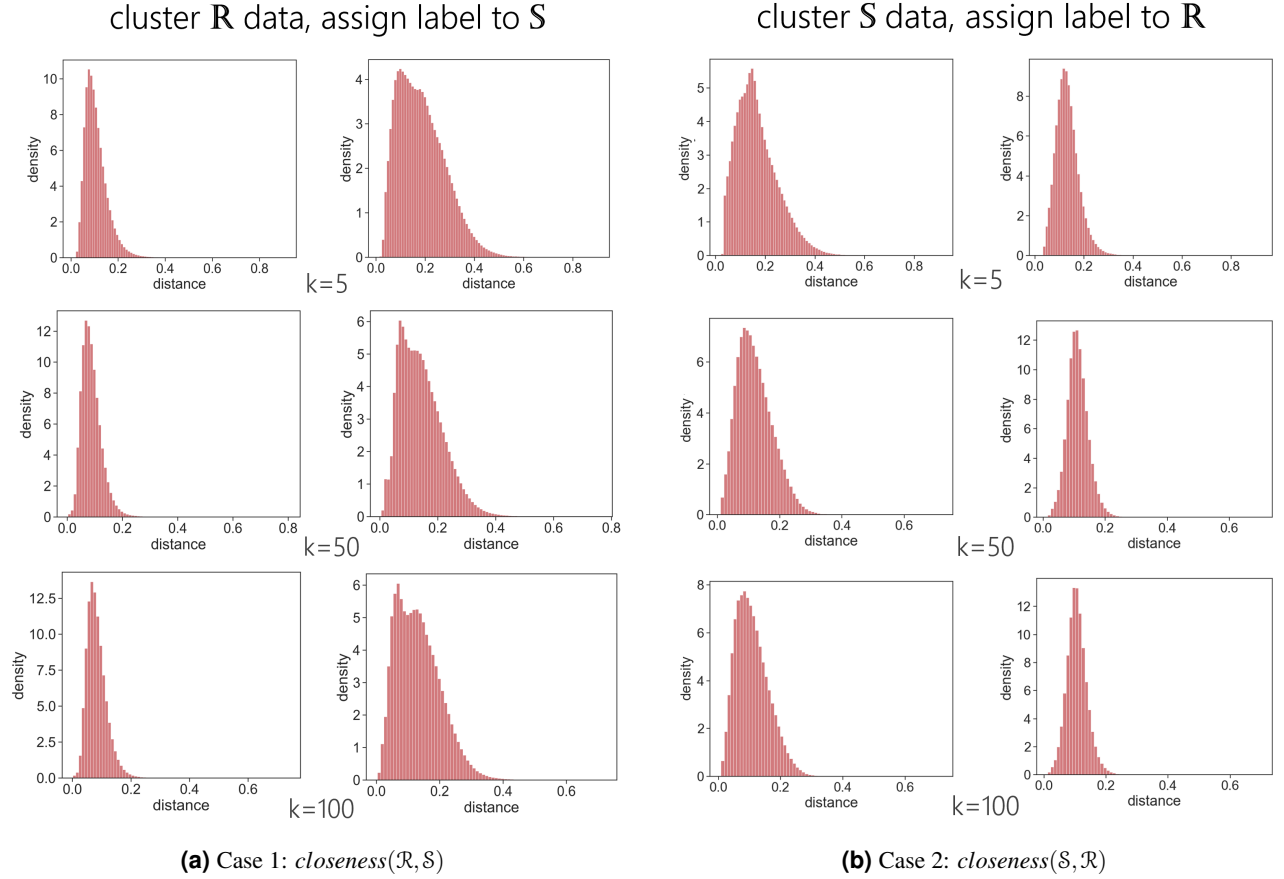 cluster ℝ data, assign label to 𝕊
cluster 𝕊 data, assign label to ℝ
density
10
8
6
4
2
0
0.0 0.2 0.4 0.6 0.8
distance
density
4
3
2
1
0
0.0 0.2 0.4 0.6 0.8
distance
k=5
density
5
4
3
2
1
0
0.0 0.2 0.4 0.6 0.8
distance
density
8
6
4
2
0
0.0 0.2 0.4 0.6 0.8
distance
k=5
density
12
10
8
6
4
2
0
0.0 0.2 0.4 0.6 0.8
distance
density
6
5
4
3
2
1
0
0.0 0.2 0.4 0.6 0.8
distance
k=50
density
6
4
2
0
0.0 0.2 0.4 0.6
distance
density
12
10
8
6
4
2
0
0.0 0.2 0.4 0.6
distance
k=50
density
12.5
10.0
7.5
5.0
2.5
0.0
0.0 0.2 0.4 0.6
distance
density
6
5
4
3
2
1
0
0.0 0.2 0.4 0.6
distance
k=100
density
8
6
4
2
0
0.0 0.2 0.4 0.6
distance
density
12
10
8
6
4
2
0
0.0 0.2 0.4 0.6
distance
k=100
(a) Case 1: closeness(ℛ, 𝒮)
(b) Case 2: closeness(𝒮, ℛ)